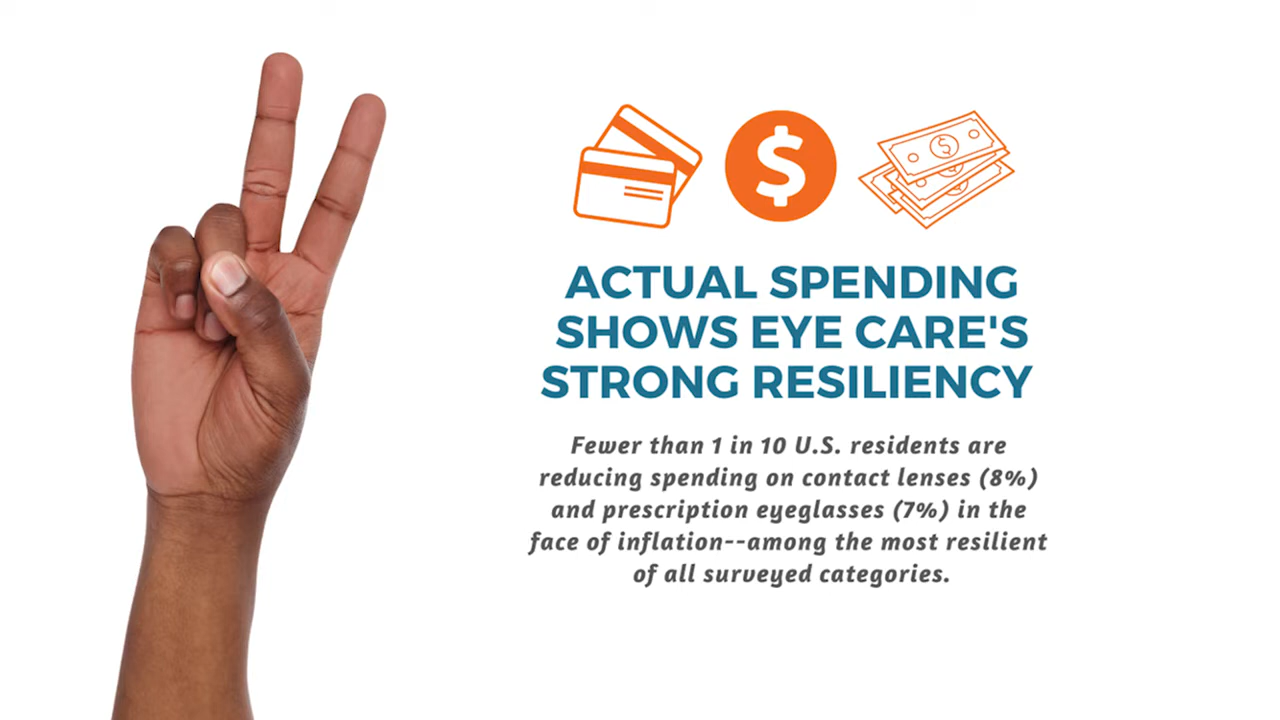 ACTUAL SPENDING
SHOWS EYE CARE'S
STRONG RESILIENCY
Fewer than 1 in 10 U.S. residents are
reducing spending on contact lenses (8%)
and prescription eyeglasses (7%) in the
face of inflation--among the most resilient
of all surveyed categories.